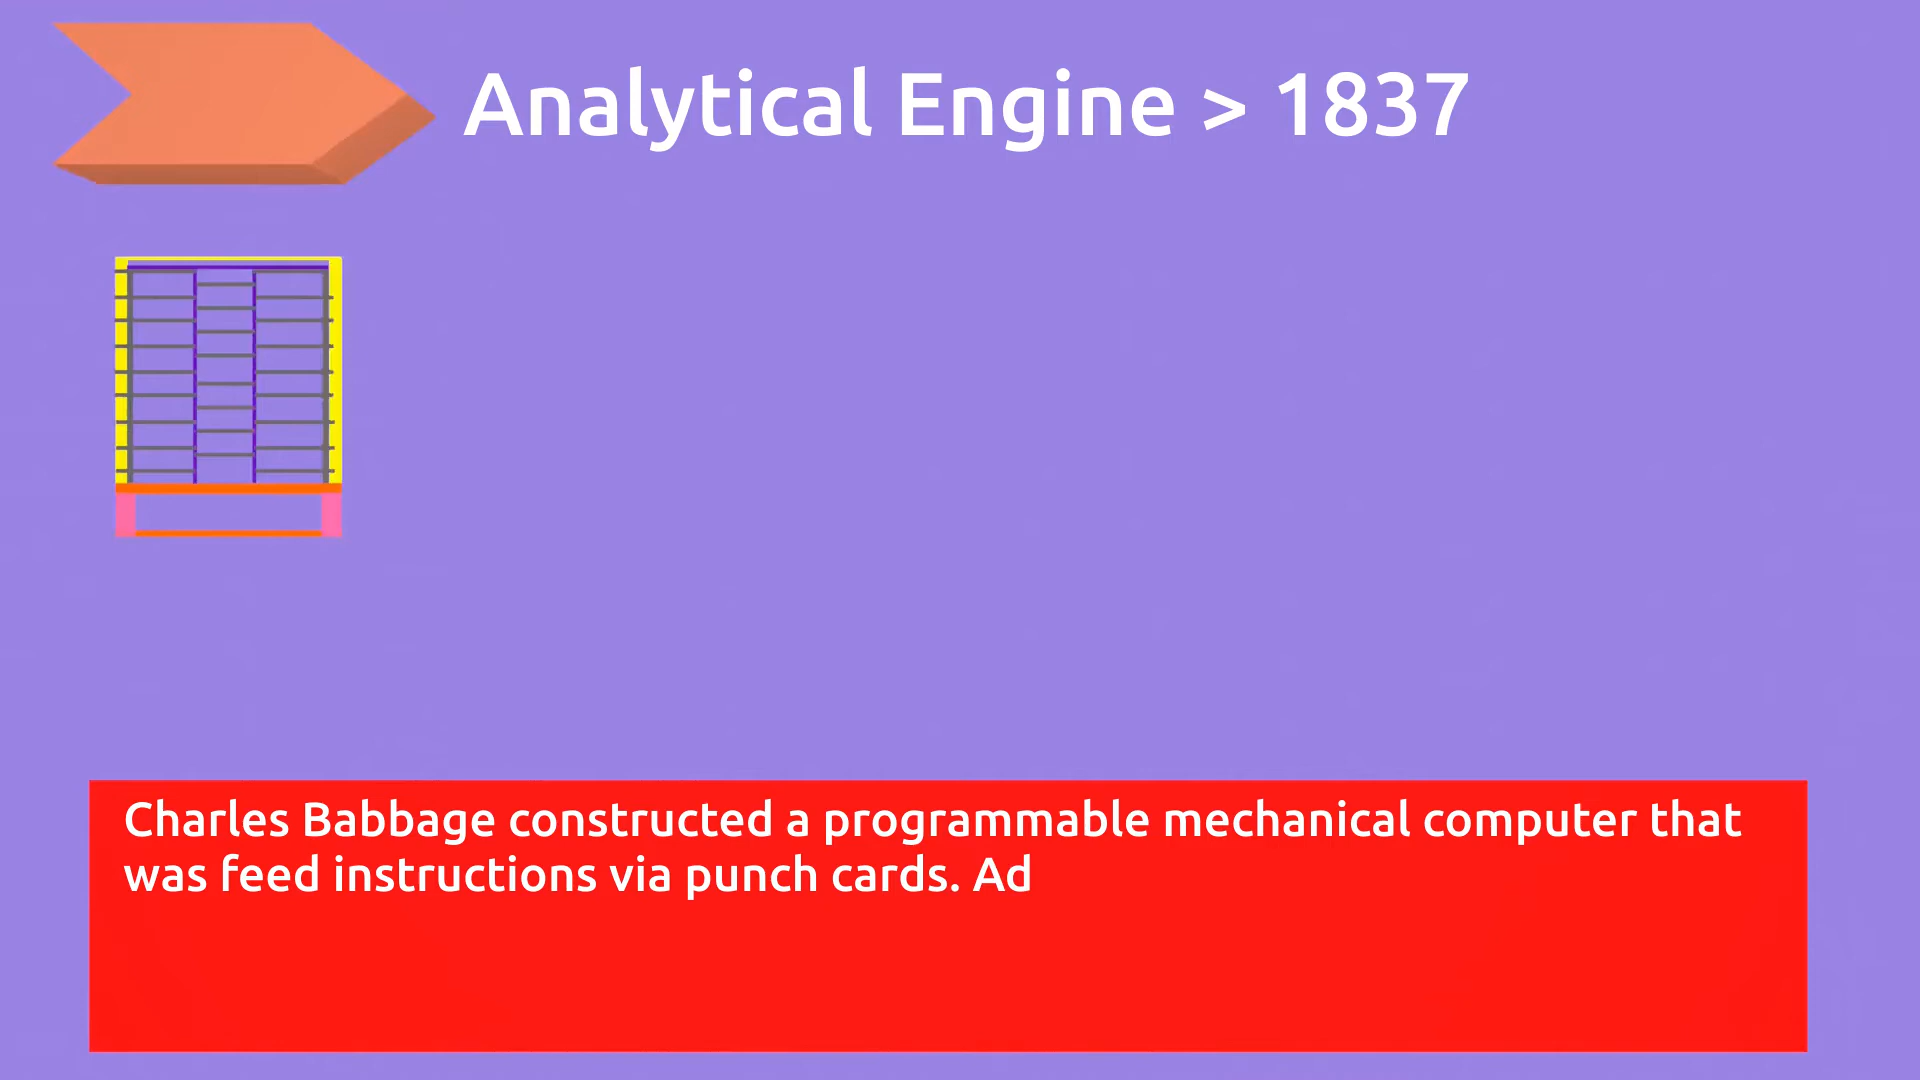 Analytical Engine > 1837
Charles Babbage constructed a programmable mechanical computer that
was feed instructions via punch cards. Ad